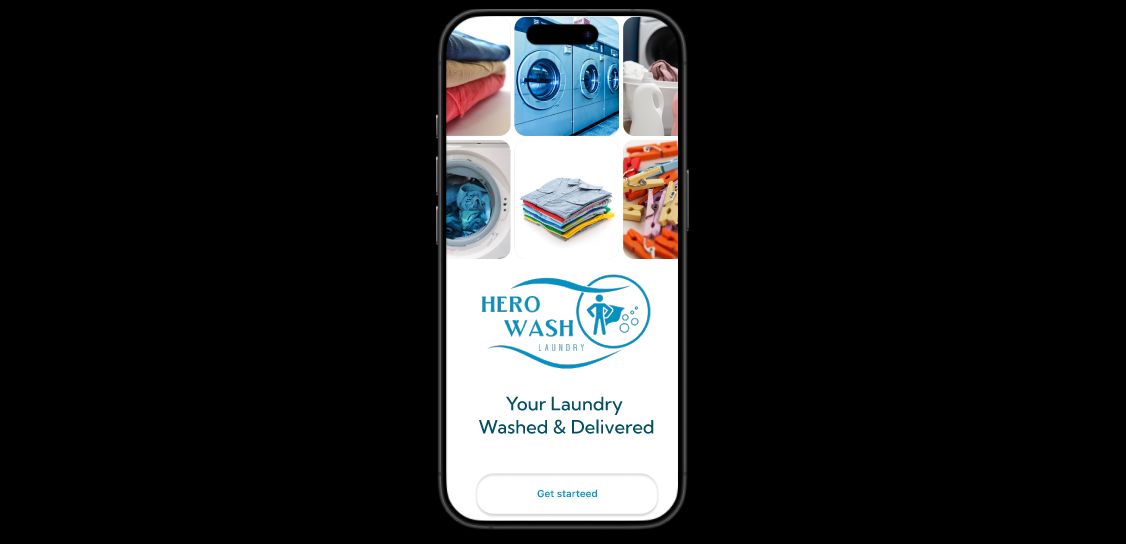 HERO
WASH
LAUNDRY
Your Laundry
Washed & Delivered
Get starteed